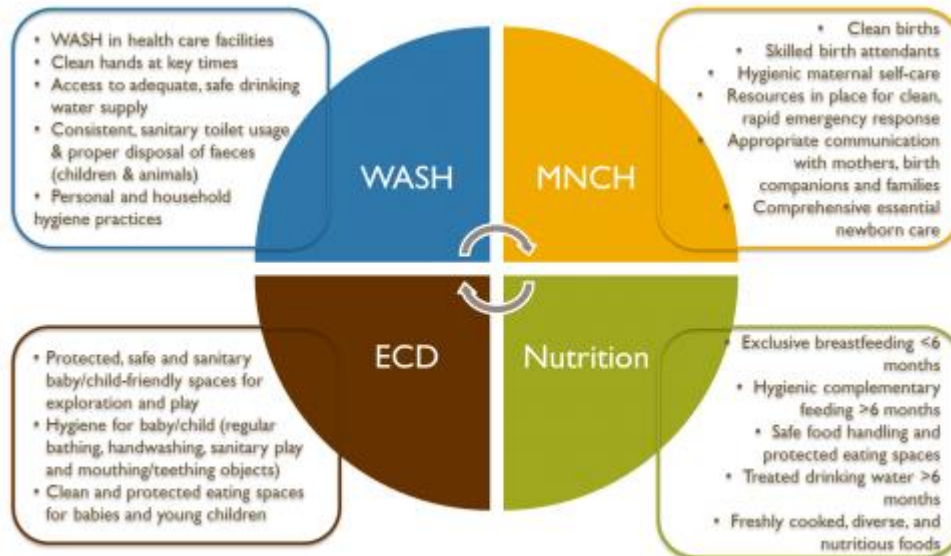 • WASH in health care facilities
• Clean hands at key times
• Access to adequate, safe drinking
water supply
• Consistent, sanitary toilet usage
& proper disposal of faeces
(children & animals)
• Personal and household
hygiene practices
WASH
MNCH
• Clean births
• Skilled birth attendants
• Hygienic maternal self-care
• Resources in place for clean,
rapid emergency response
• Appropriate communication
with mothers, birth
companions and families
• Comprehensive essential
newborn care
• Protected, safe and sanitary
baby/child-friendly spaces for
exploration and play
• Hygiene for baby/child (regular
bathing, handwashing, sanitary play
and mouthing/teething objects)
• Clean and protected eating spaces
for babies and young children
ECD
Nutrition
• Exclusive breastfeeding <6
months
• Hygienic complementary
feeding >6 months
• Safe food handling and
protected eating spaces
• Treated drinking water >6
months
• Freshly cooked, diverse, and
nutritious foods